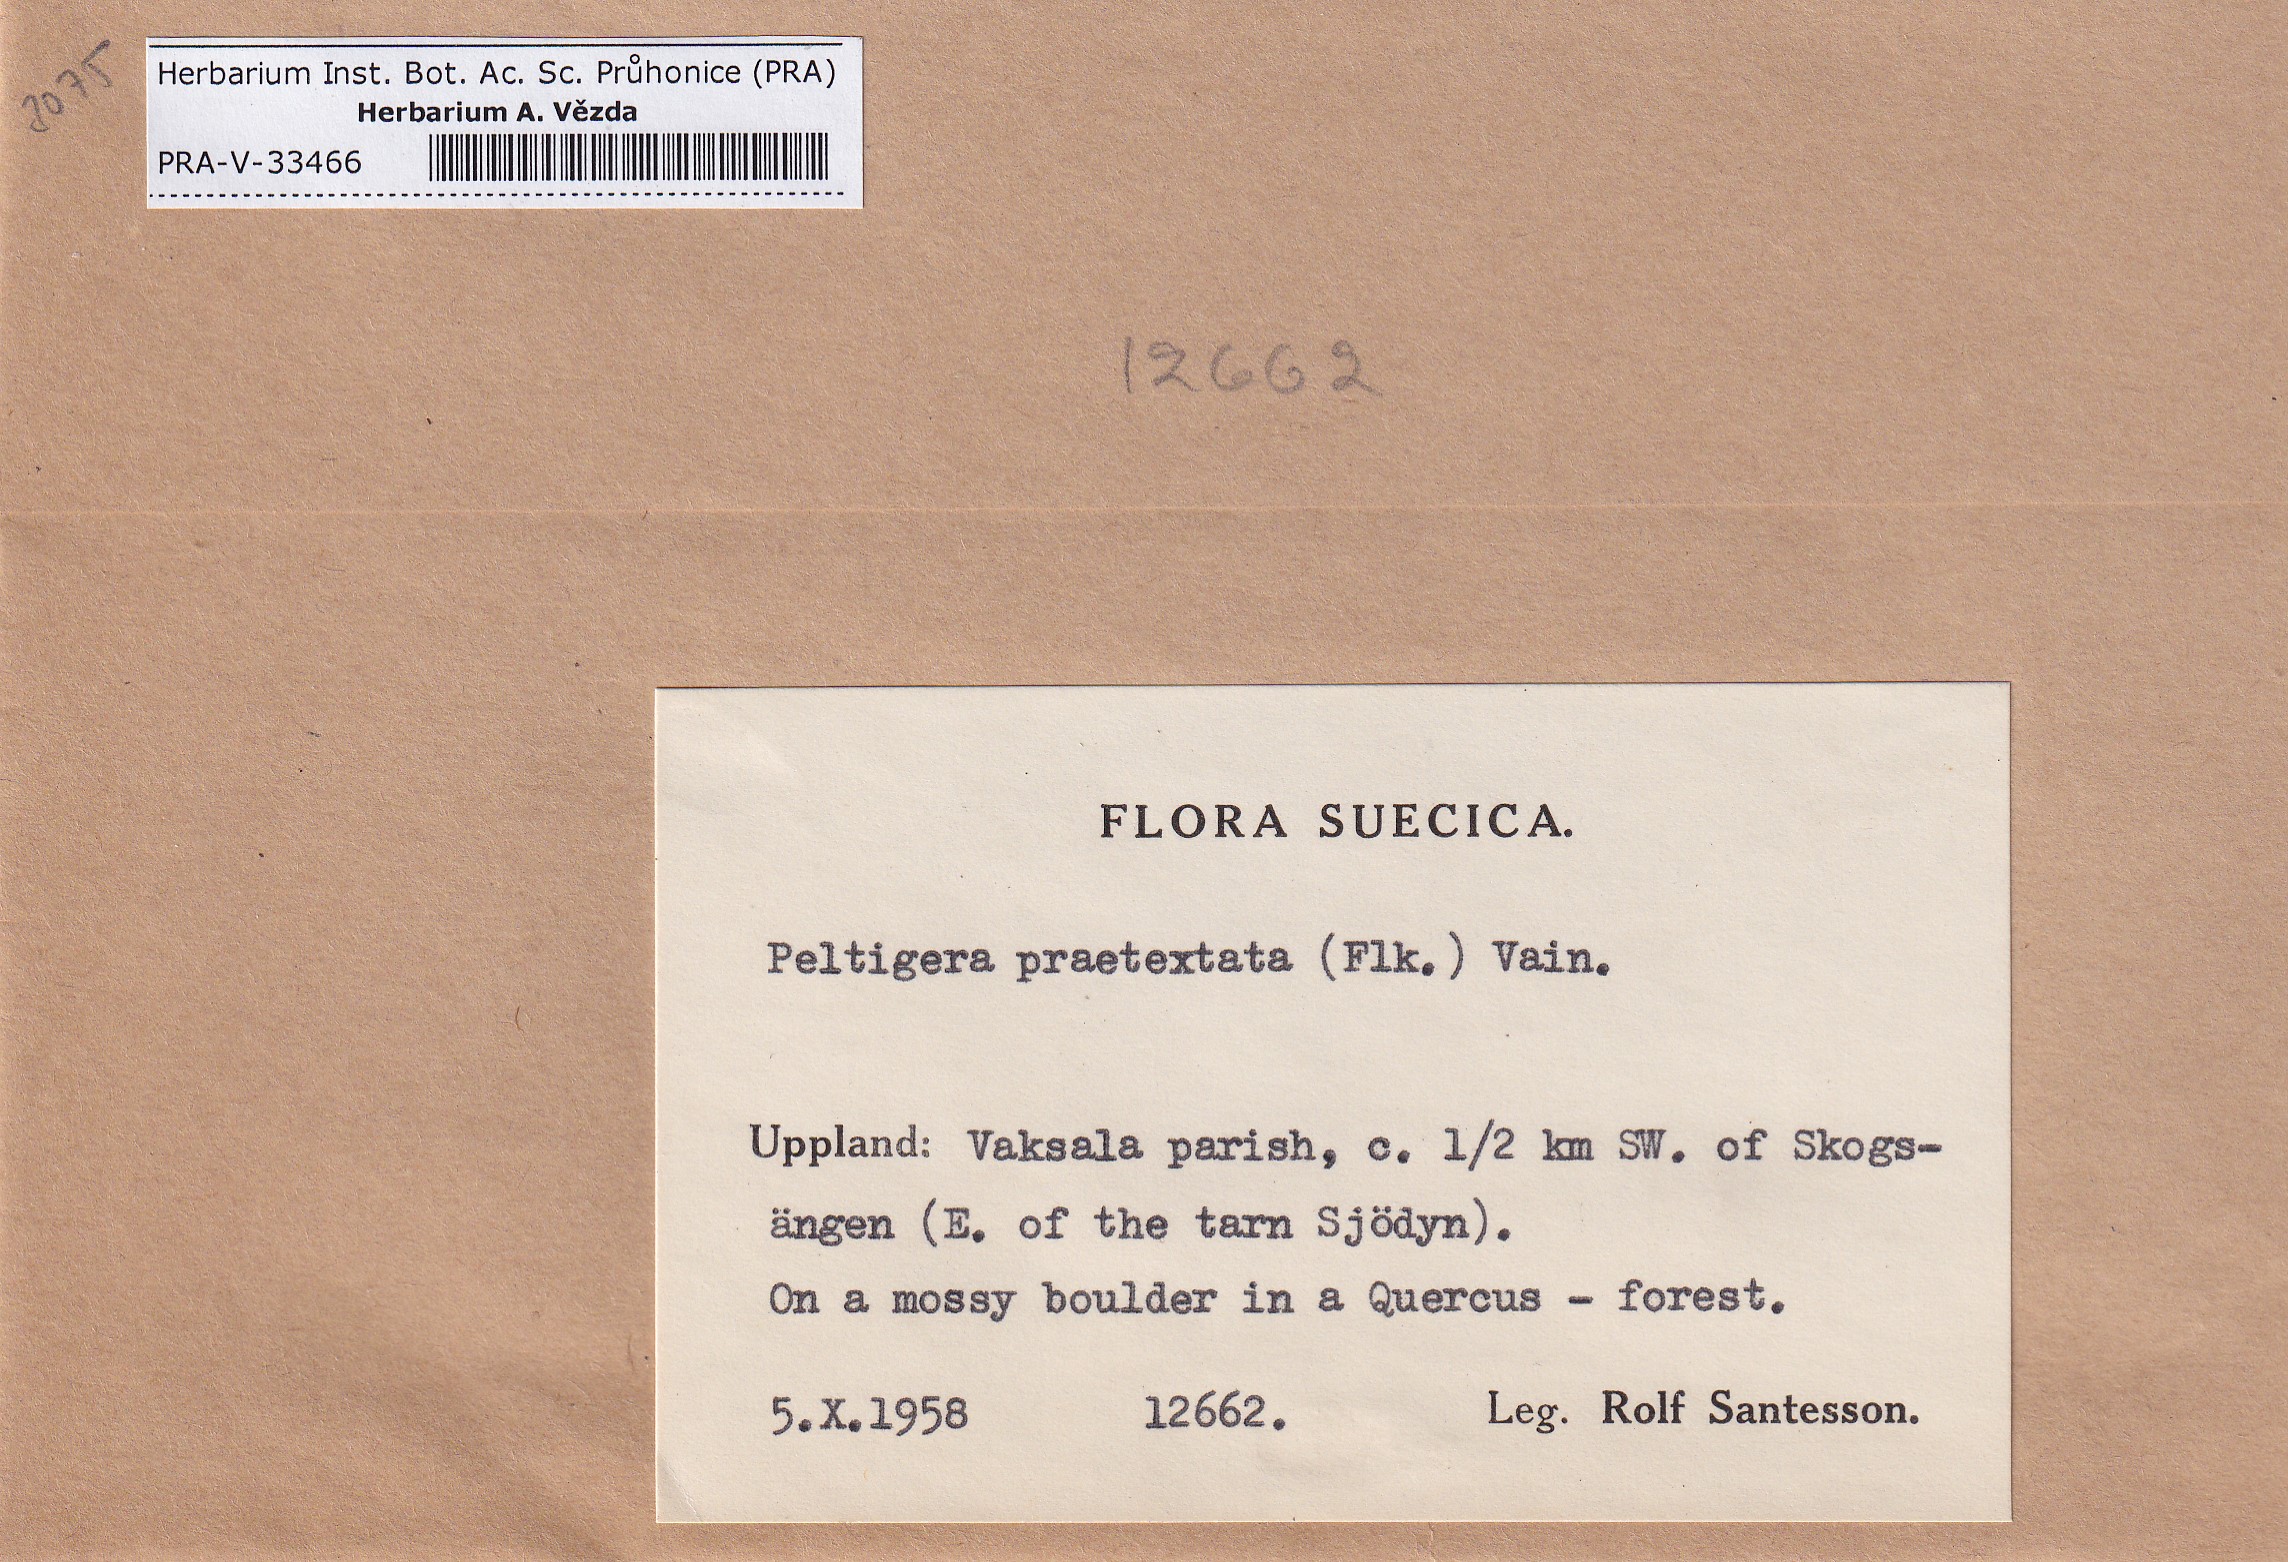 3075
Herbarium Inst. Bot. Ac. Sc. Průhonice (PRA)
Herbarium A. Vězda
PRA-V-33466
12662
FLORA SUECICA.
Peltigera praetextata (Flk.) Vain.
Uppland: Vaksala parish, c. 1/2 km SW. of Skogs-
ängen (E. of the tarn Sjödyn).
On a mossy boulder in a Quercus - forest.
5.X.1958 12662. Leg. Rolf Santesson.